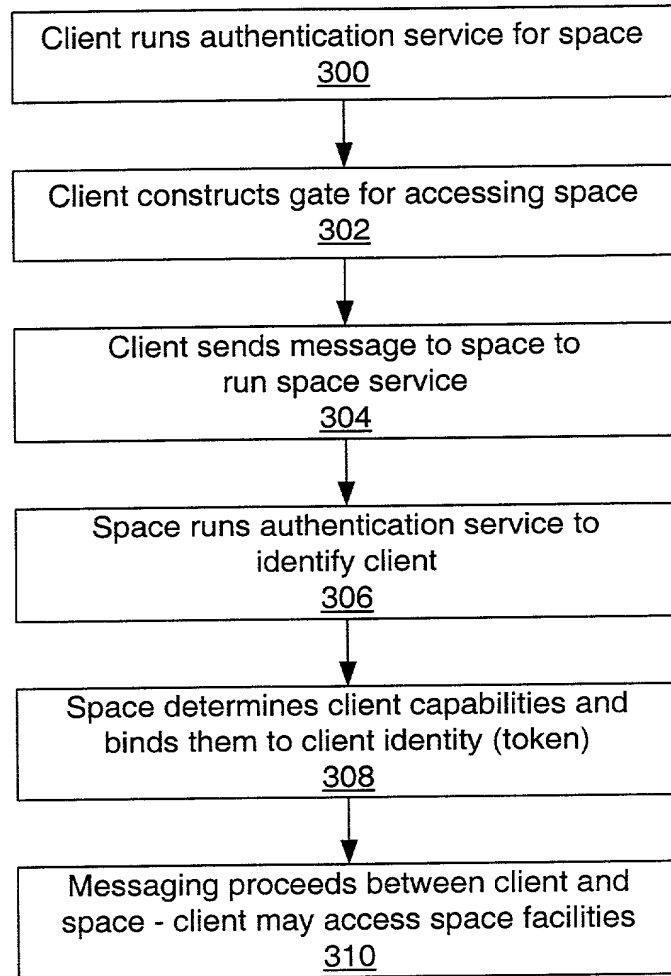 Client runs authentication service for space
300
Client constructs gate for accessing space
302
Client sends message to space to
run space service
304
Space runs authentication service to
identify client
306
Space determines client capabilities and
binds them to client identity (token)
308
Messaging proceeds between client and
space - client may access space facilities
310